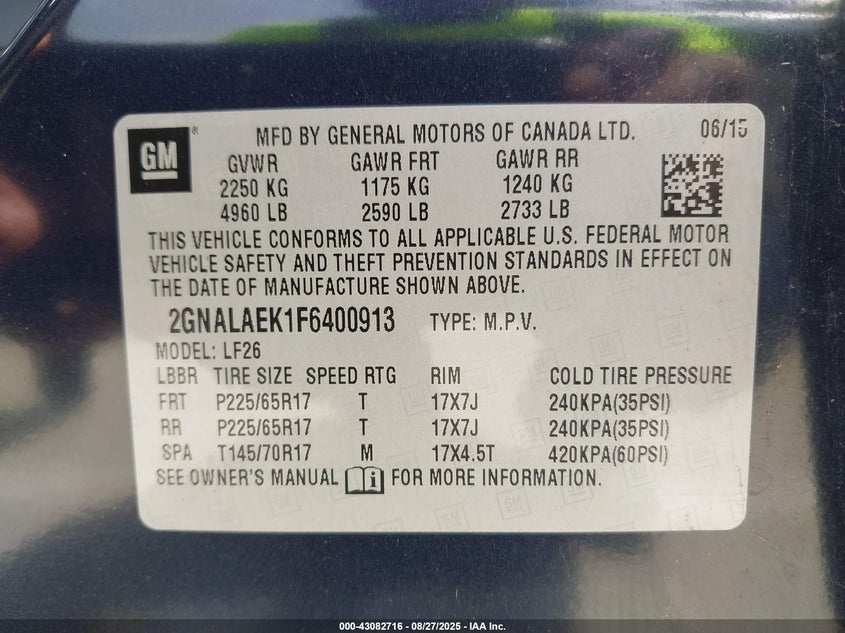 GM®
MFD BY GENERAL MOTORS OF CANADA LTD. 06/15
GVWR GAWR FRT GAWR RR
2250 KG 1175 KG 1240 KG
4960 LB 2590 LB 2733 LB
THIS VEHICLE CONFORMS TO ALL APPLICABLE U.S. FEDERAL MOTOR
VEHICLE SAFETY AND THEFT PREVENTION STANDARDS IN EFFECT ON
THE DATE OF MANUFACTURE SHOWN ABOVE.
2GNALAEK1F6400913 TYPE: M.P.V.
MODEL: LF26
LBBR TIRE SIZE SPEED RTG RIM COLD TIRE PRESSURE
FRT P225/65R17 T 17X7J 240KPA(35PSI)
RR P225/65R17 T 17X7J 240KPA(35PSI)
SPA T145/70R17 M 17X4.5T 420KPA(60PSI)
SEE OWNER'S MANUAL i FOR MORE INFORMATION.
000-43082716 - 08/27/2025 - IAA Inc.